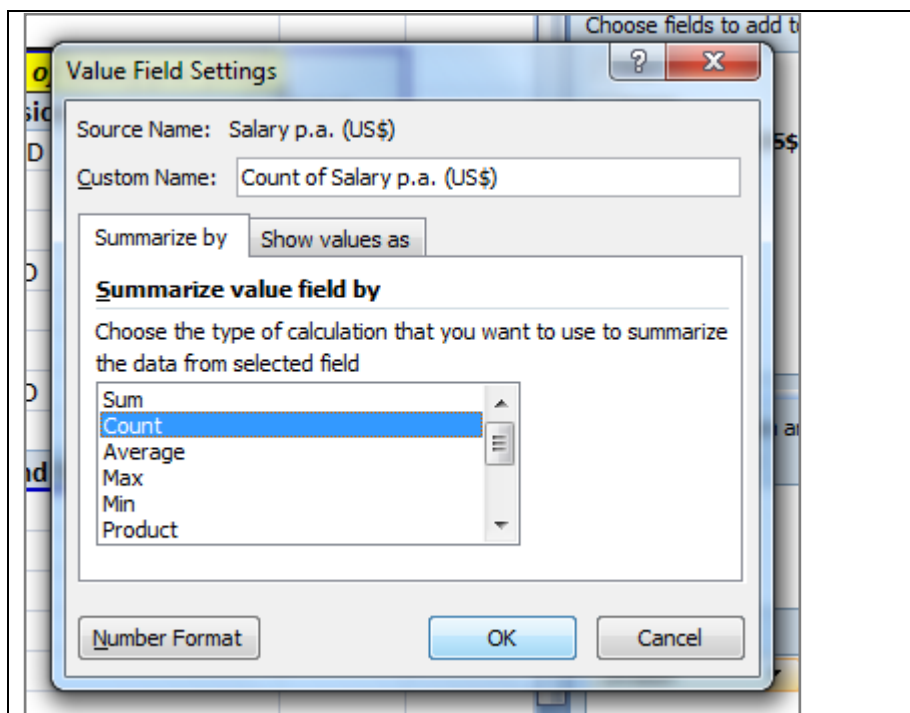 Choose fields to add t
Value Field Settings
Source Name: Salary p.a. (US$)
Custom Name: Count of Salary p.a. (US$)
Summarize by
Show values as
Summarize value field by
Choose the type of calculation that you want to use to summarize
the data from selected field
Sum
Count
Average
Max
Min
Product
Number Format
OK
Cancel